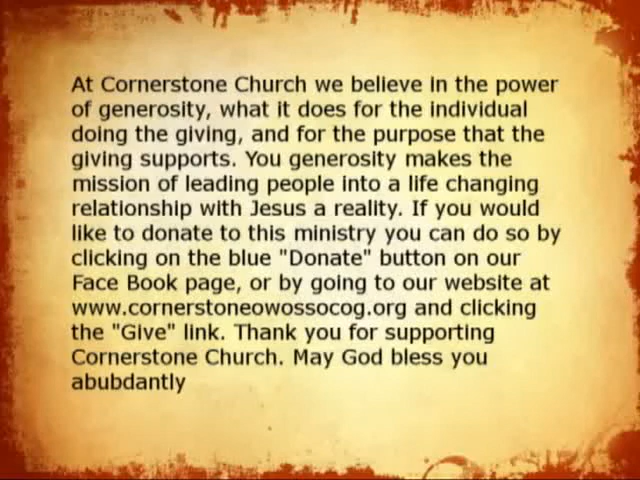 At Cornerstone Church we believe in the power
of generosity, what it does for the individual
doing the giving, and for the purpose that the
giving supports. You generosity makes the
mission of leading people into a life changing
relationship with Jesus a reality. If you would
like to donate to this ministry you can do so by
clicking on the blue "Donate" button on our
Face Book page, or by going to our website at
www.cornerstoneowossocog.org and clicking
the "Give" link. Thank you for supporting
Cornerstone Church. May God bless you
abubdantly